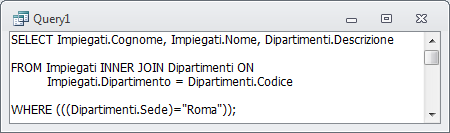 Query1
SELECT Impiegati.Cognome, Impiegati.Nome, Dipartimenti.Descrizione
FROM Impiegati INNER JOIN Dipartimenti ON
Impiegati.Dipartimento = Dipartimenti.Codice
WHERE (((Dipartimenti.Sede)="Roma"));